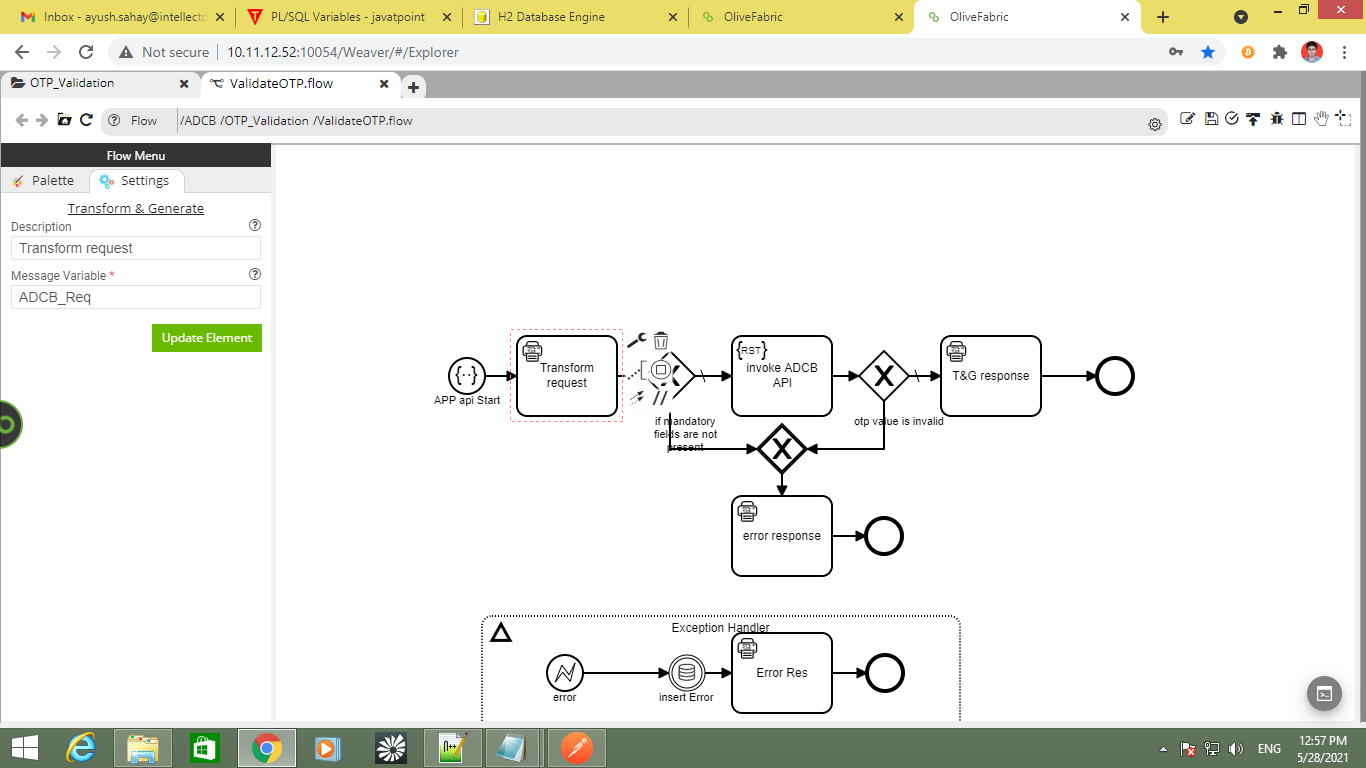 Inbox - ayush.sahay@intellect
PL/SQL Variables - javatpoint
H2 Database Engine
OliveFabric
OliveFabric
Not secure
10.11.12.52:10054/Weaver/#/Explorer
OTP_Validation
ValidateOTP.flow
Flow
/ADCB /OTP_Validation /ValidateOTP.flow
Flow Menu
Palette
Settings
Transform & Generate
Description
Transform request
Message Variable *
ADCB_Req
Update Element
APP api Start
Transform
request
if mandatory
fields are not
present
{RST}
invoke ADCB
API
X
otp value is invalid
T&G response
X
error response
Exception Handler
error
insert Error
Error Res
ENG
12:57 PM
5/28/2021